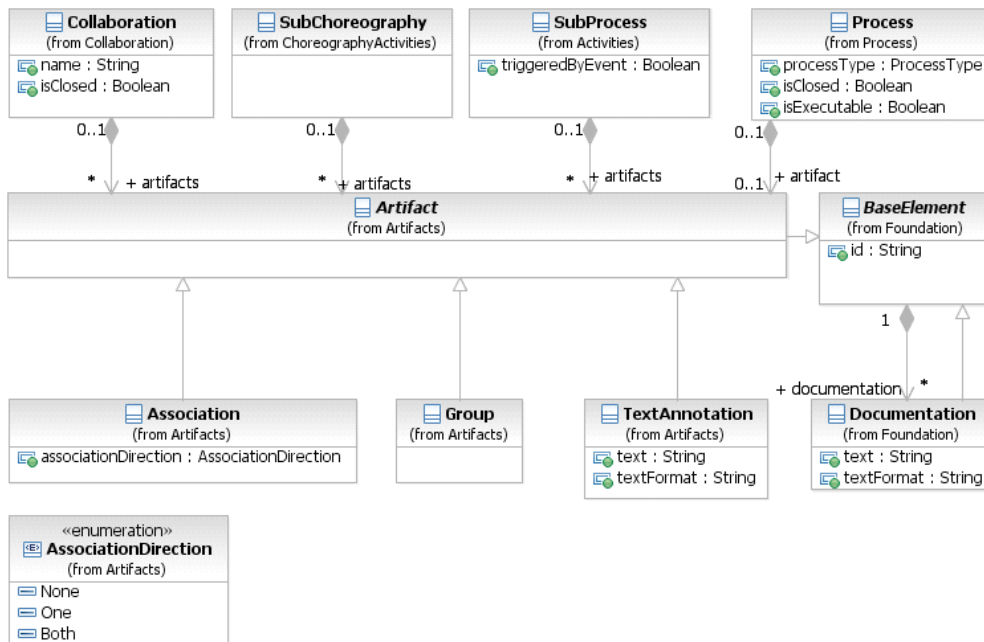 Collaboration
(from Collaboration)
name : String
isClosed : Boolean
SubChoreography
(from ChoreographyActivities)
SubProcess
(from Activities)
triggeredByEvent : Boolean
Process
(from Process)
processType : ProcessType
isClosed : Boolean
isExecutable : Boolean
0..1
0..1
0..1
0..1
*
+ artifacts
*
+ artifacts
*
+ artifacts
0..1
+ artifact
Artifact
(from Artifacts)
BaseElement
(from Foundation)
id : String
1
+ documentation
*
Association
(from Artifacts)
associationDirection : AssociationDirection
Group
(from Artifacts)
TextAnnotation
(from Artifacts)
text : String
textFormat : String
Documentation
(from Foundation)
text : String
textFormat : String
«enumeration»
<E>
AssociationDirection
(from Artifacts)
None
One
Both